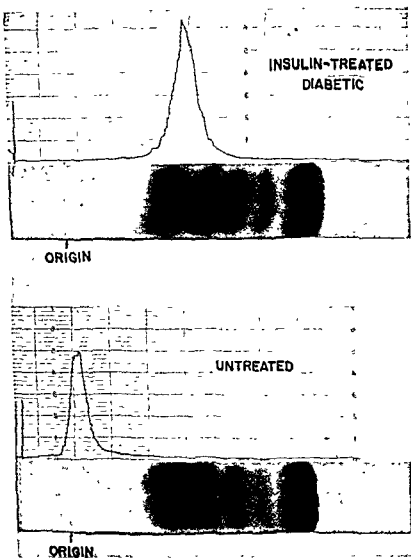 INSULIN-TREATED
DIABETIC
ORIGIN
UNTREATED
ORIGIN.